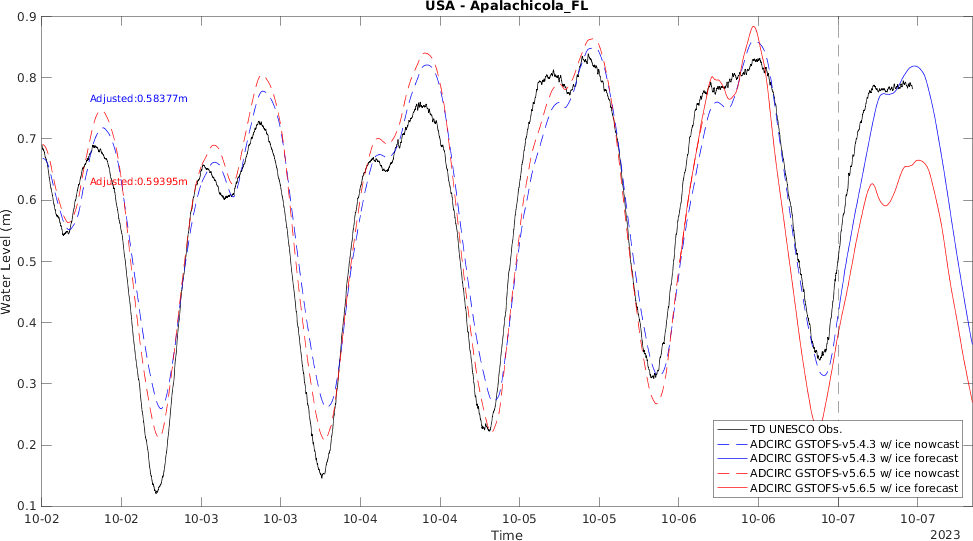 USA - Apalachicola_FL
0.9
0.8
0.7
0.6
0.5
0.4
0.3
0.2
0.1
Water Level (m)
Adjusted:0.58377m
Adjusted:0.59395m
TD UNESCO Obs.
ADCIRC GSTOFS-v5.4.3 w/ ice nowcast
ADCIRC GSTOFS-v5.4.3 w/ ice forecast
ADCIRC GSTOFS-v5.6.5 w/ ice nowcast
ADCIRC GSTOFS-v5.6.5 w/ ice forecast
10-02 10-02 10-03 10-03 10-04 10-04 10-05 10-05 10-06 10-06 10-07 10-07
Time
2023